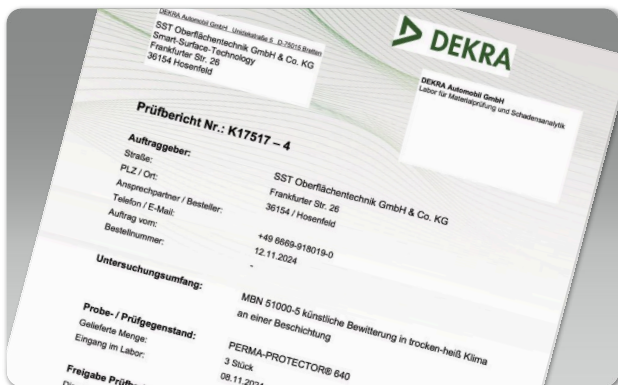 DEKRA Automobil GmbH
SST Oberflächentechnik GmbH & Co. KG
Smart-Surface-Technology
Frankfurter Str. 26
36154 Hosenfeld
DEKRA
DEKRA Automobil GmbH
Labor für Materialprüfung und Schadensanalytik
Prüfbericht Nr.: K17517 – 4
Auftraggeber: SST Oberflächentechnik GmbH & Co. KG
Straße: Frankfurter Str. 26
PLZ / Ort: 36154 / Hosenfeld
Ansprechpartner / Besteller:
Telefon / E-Mail: +49 6669-918019-0
Auftrag vom: 12.11.2024
Bestellnummer: -
Untersuchungsumfang: MBN 51000-5 künstliche Bewitterung in trocken-heiß Klima
an einer Beschichtung
Probe- / Prüfgegenstand: PERMA-PROTECTOR® 640
Gelieferte Menge: 3 Stück
Eingang im Labor: 08.11.2024
Freigabe